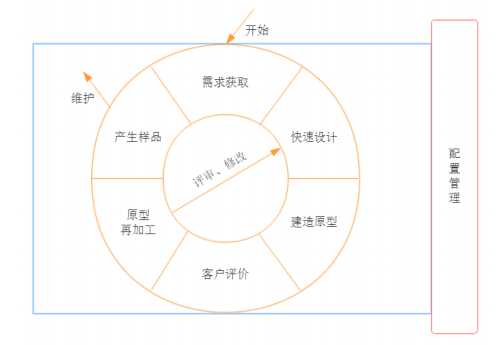 开始
需求获取
维护
产生样品
快速设计
评审、修改
配
置
管
理
原型
再加工
建造原型
客户评价